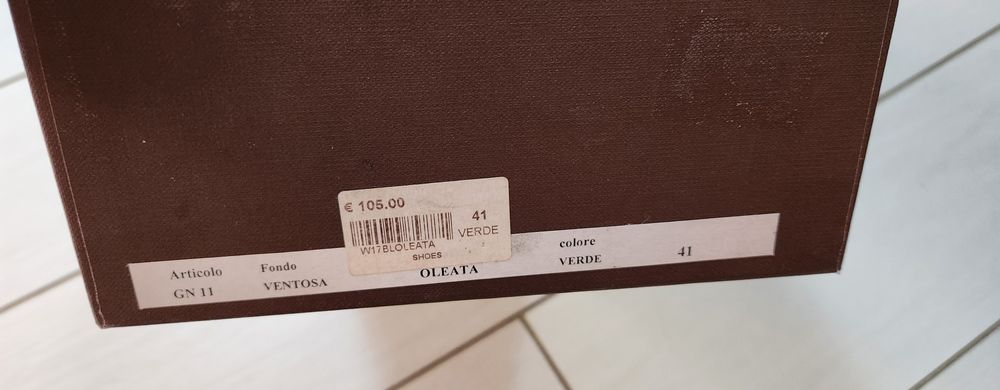 € 105.00
41
VERDE
W17BLOLEATA
SHOES
Articolo Fondo colore
GN 11 VENTOSA OLEATA VERDE 41